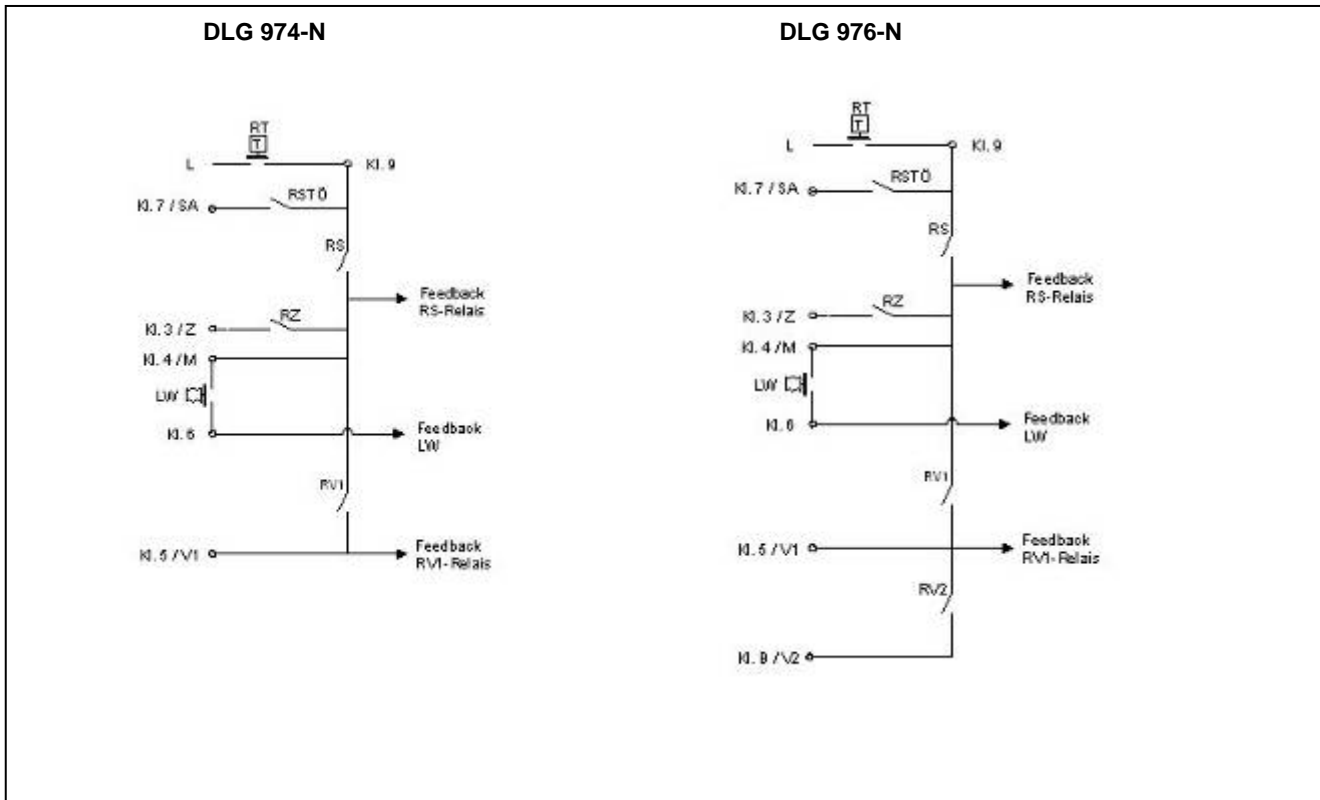 DLG 974-N
RT
T
L
Kl. 9
Kl. 7 / SA
RSTÖ
RS
Feedback
RS-Relais
Kl. 3 / Z
RZ
Kl. 4 / M
LW
Kl. 6
Feedback
LW
RV1
Kl. 5 / V1
Feedback
RV1-Relais
DLG 976-N
RT
T
L
Kl. 9
Kl. 7 / SA
RSTÖ
RS
Feedback
RS-Relais
Kl. 3 / Z
RZ
Kl. 4 / M
LW
Kl. 6
Feedback
LW
RV1
Kl. 5 / V1
Feedback
RV1-Relais
RV2
Kl. B / V2